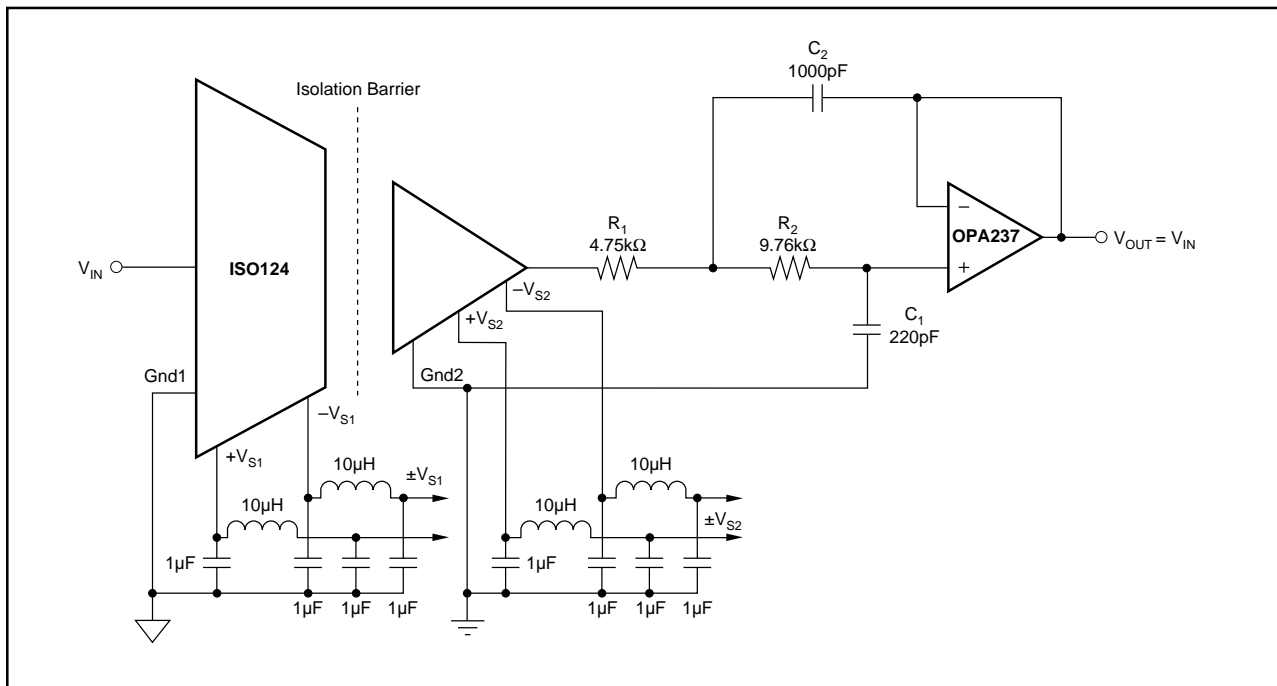 C2
1000pF
Isolation Barrier
R1
4.75kΩ
R2
9.76kΩ
−
OPA237
+
VOUT = VIN
VIN
ISO124
−VS2
+VS2
C1
220pF
Gnd1
Gnd2
−VS1
+VS1
10µH
±VS1
10µH
10µH
10µH
±VS2
1µF
1µF
1µF
1µF
1µF
1µF
1µF
1µF